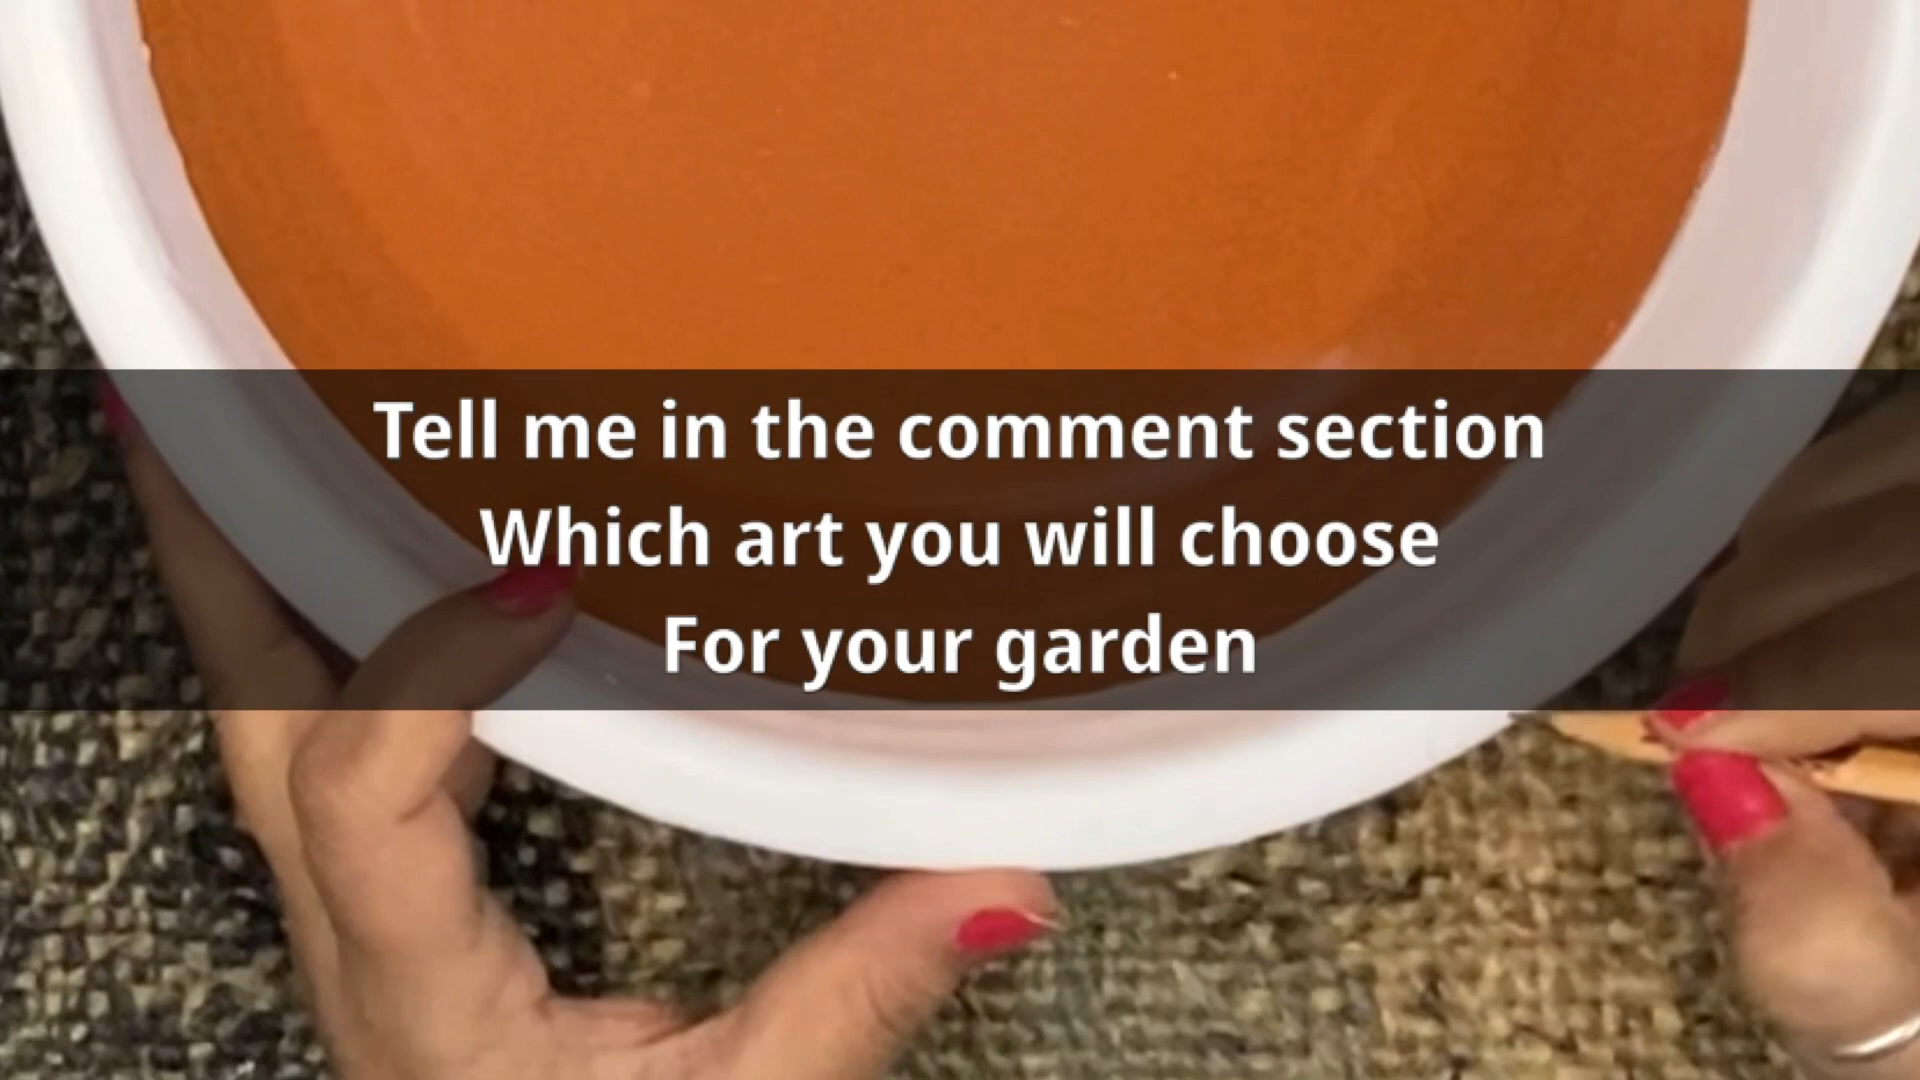 Tell me in the comment section
Which art you will choose
For your garden